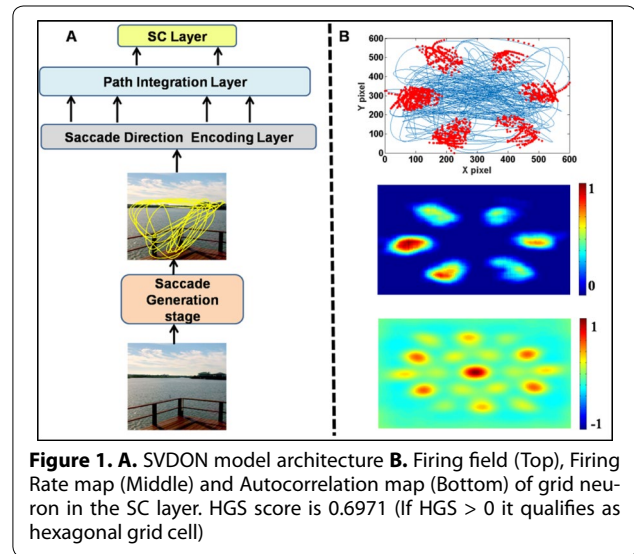 A
SC Layer
Path Integration Layer
Saccade Direction Encoding Layer
Saccade
Generation
stage
B
600
500
400
300
200
100
0
Y pixel
0 100 200 300 400 500 600
X pixel
1
0
1
-1
Figure 1. A. SVDON model architecture B. Firing field (Top), Firing
Rate map (Middle) and Autocorrelation map (Bottom) of grid neu-
ron in the SC layer. HGS score is 0.6971 (If HGS > 0 it qualifies as
hexagonal grid cell)